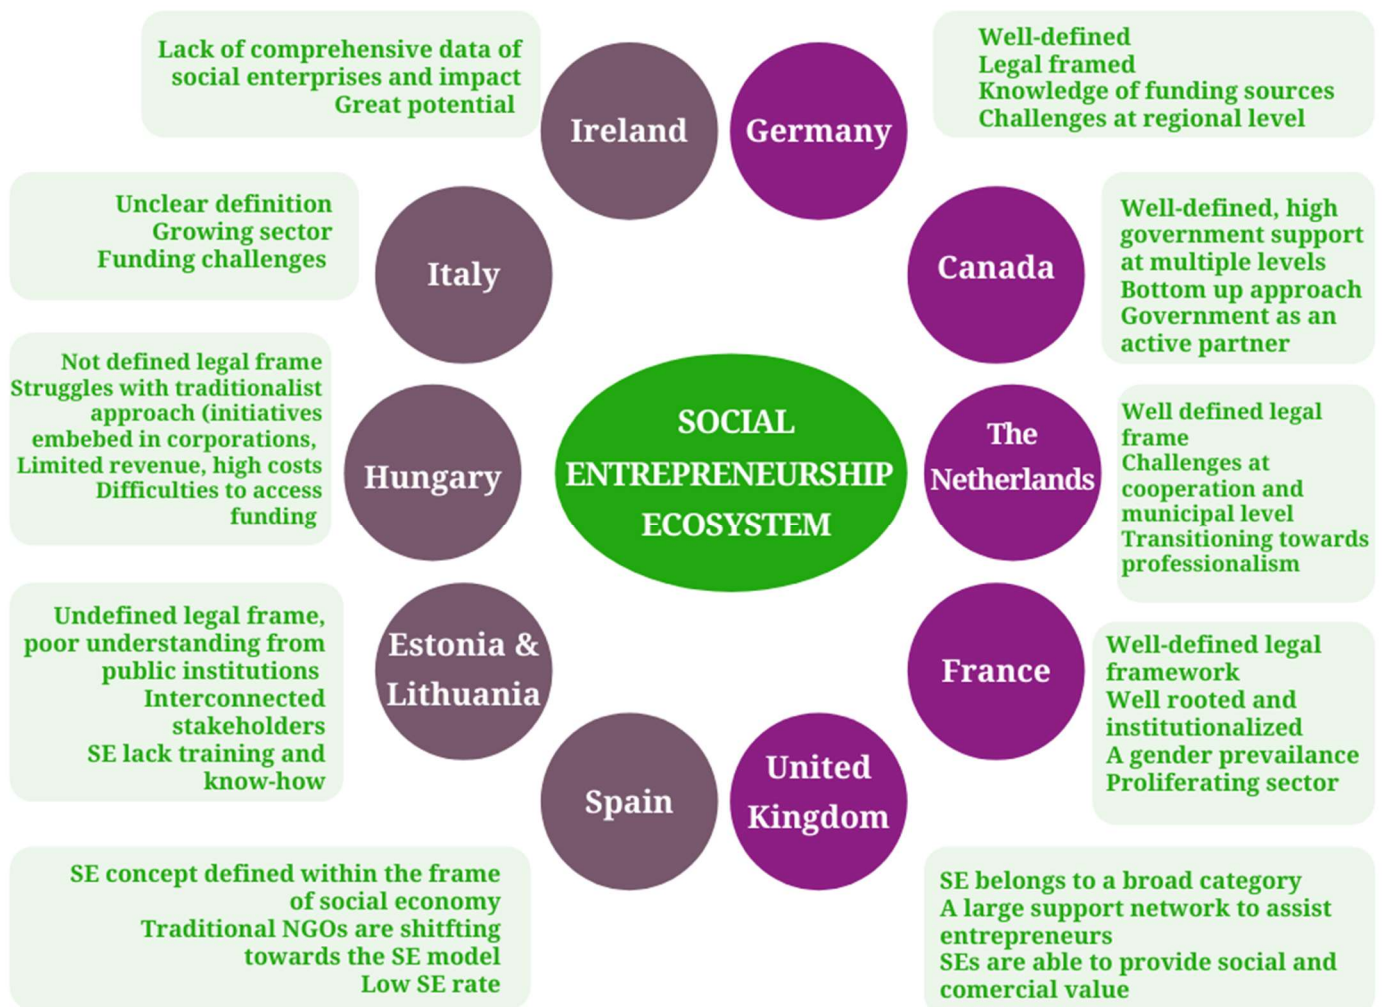 Lack of comprehensive data of
social enterprises and impact
Great potential
Ireland
Germany
Well-defined
Legal framed
Knowledge of funding sources
Challenges at regional level
Unclear definition
Growing sector
Funding challenges
Italy
Canada
Well-defined, high
government support
at multiple levels
Bottom up approach
Government as an
active partner
Not defined legal frame
Struggles with traditionalist
approach (initiatives
embebed in corporations,
Limited revenue, high costs
Difficulties to access
funding
Hungary
SOCIAL
ENTREPRENEURSHIP
ECOSYSTEM
The
Netherlands
Well defined legal
frame
Challenges at
cooperation and
municipal level
Transitioning towards
professionalism
Undefined legal frame,
poor understanding from
public institutions
Interconnected
stakeholders
SE lack training and
know-how
Estonia &
Lithuania
France
Well-defined legal
framework
Well rooted and
institutionalized
A gender prevailance
Proliferating sector
Spain
United
Kingdom
SE concept defined within the frame
of social economy
Traditional NGOs are shitfting
towards the SE model
Low SE rate
SE belongs to a broad category
A large support network to assist
entrepreneurs
SEs are able to provide social and
comercial value